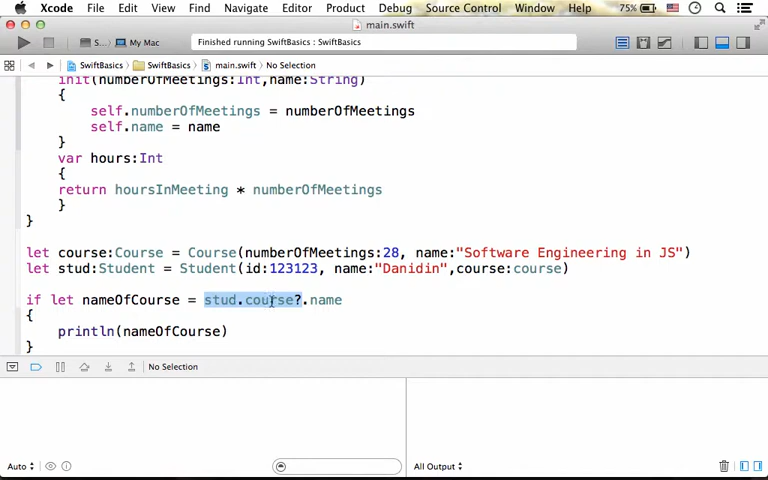 Xcode File Edit View Find Navigate Editor Product Debug Source Control Window Help 75%
main.swift
S... My Mac Finished running SwiftBasics : SwiftBasics
SwiftBasics SwiftBasics main.swift No Selection
init(numberOfMeetings:Int,name:String)
{
self.numberOfMeetings = numberOfMeetings
self.name = name
}
var hours:Int
{
return hoursInMeeting * numberOfMeetings
}
}
let course:Course = Course(numberOfMeetings:28, name:"Software Engineering in JS")
let stud:Student = Student(id:123123, name:"Danidin",course:course)
if let nameOfCourse = stud.course?.name
{
println(nameOfCourse)
}
No Selection
Auto
All Output